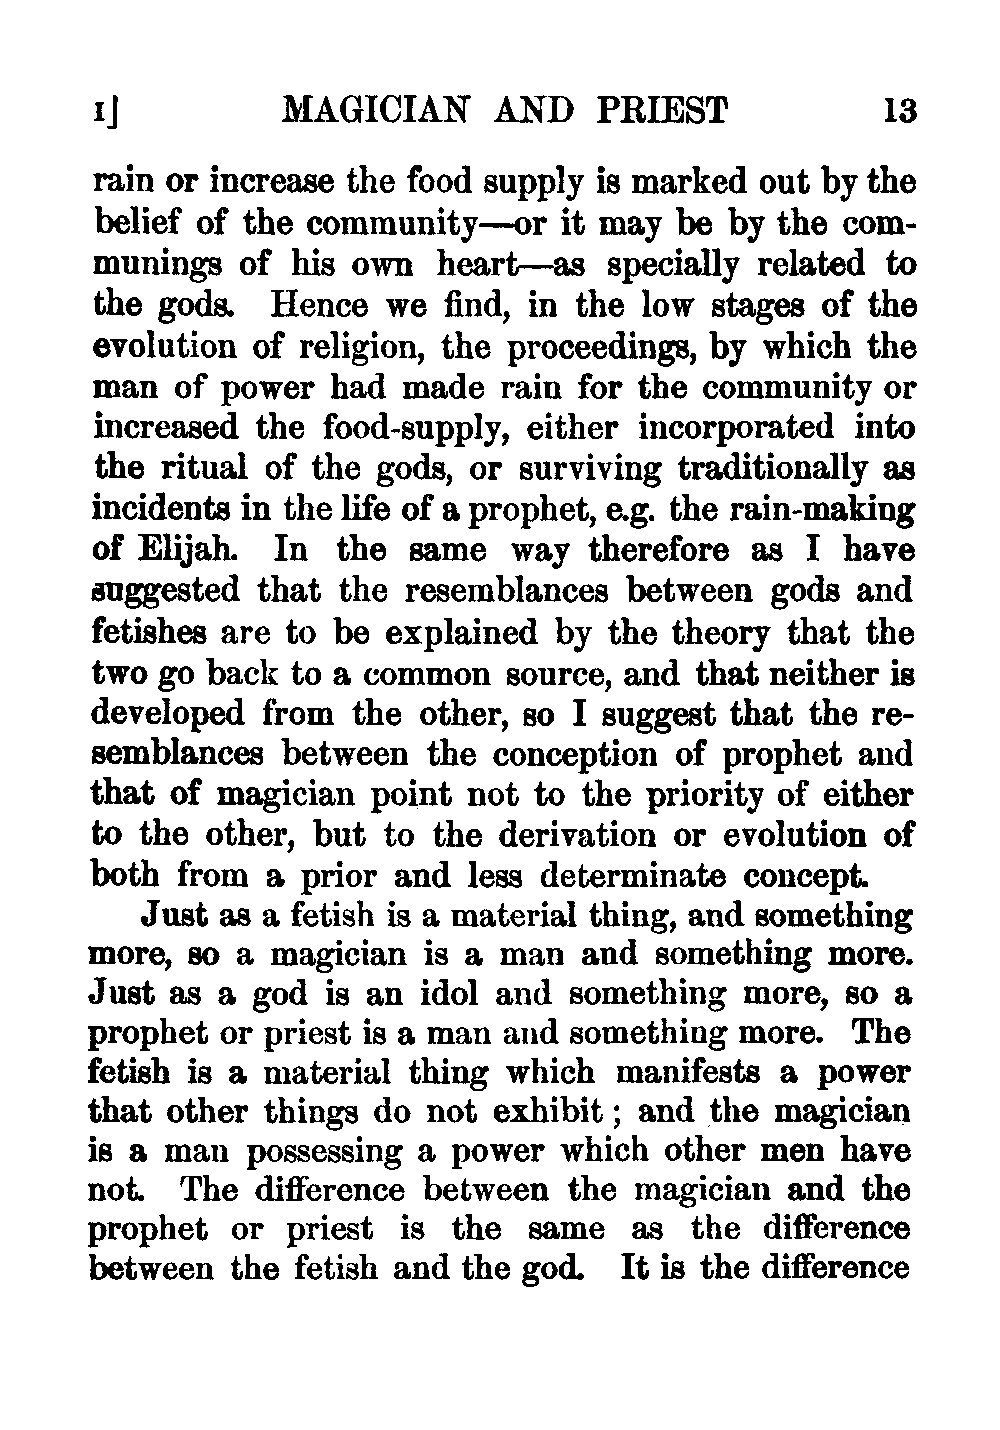 I]	MAGICIAN AND PRIEST	13
rain or increase the food supply is marked out by the
belief of the community—or it may be by the com-
munings of his own heart—as specially related to
the gods. Hence we find, in the low stages of the
evolution of religion, the proceedings, by which the
man of power had made rain for the community or
increased the food-supply, either incorporated into
the ritual of the gods, or surviving traditionally as
incidents in the life of a prophet, e.g. the rain-making
of Elijah. In the same way therefore as I have
suggested that the resemblances between gods and
fetishes are to be explained by the theory that the
two go back to a common source, and that neither is
developed from the other, so I suggest that the re-
semblances between the conception of prophet and
that of magician point not to the priority of either
to the other, but to the derivation or evolution of
both from a prior and less determinate concept.
Just as a fetish is a material thing, and something
more, so a magician is a man and something more.
Just as a god is an idol and something more, so a
prophet or priest is a man and something more. The
fetish is a material thing which manifests a power
that other things do not exhibit; and the magician
is a man possessing a power which other men have
not. The difference between the magician and the
prophet or priest is the same as the difference
between the fetish and the god. It is the difference